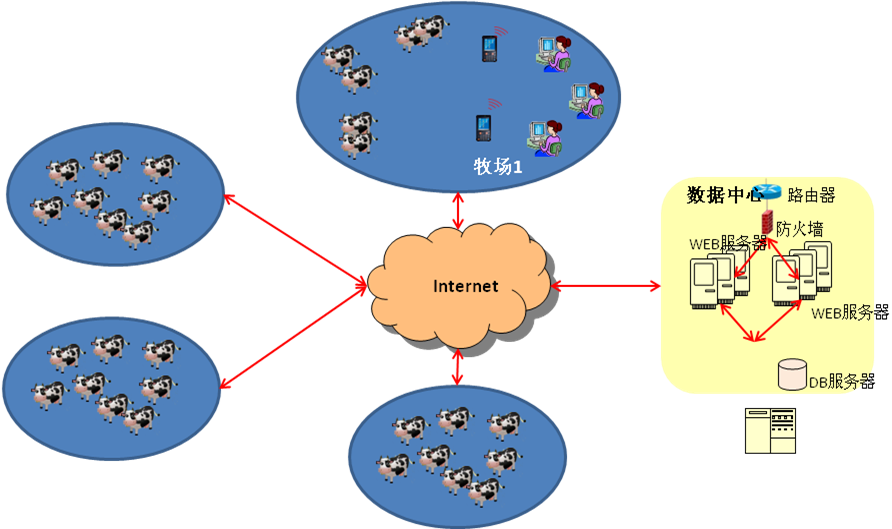 牧场1
数据中心
路由器
防火墙
WEB服务器
Internet
WEB服务器
DB服务器